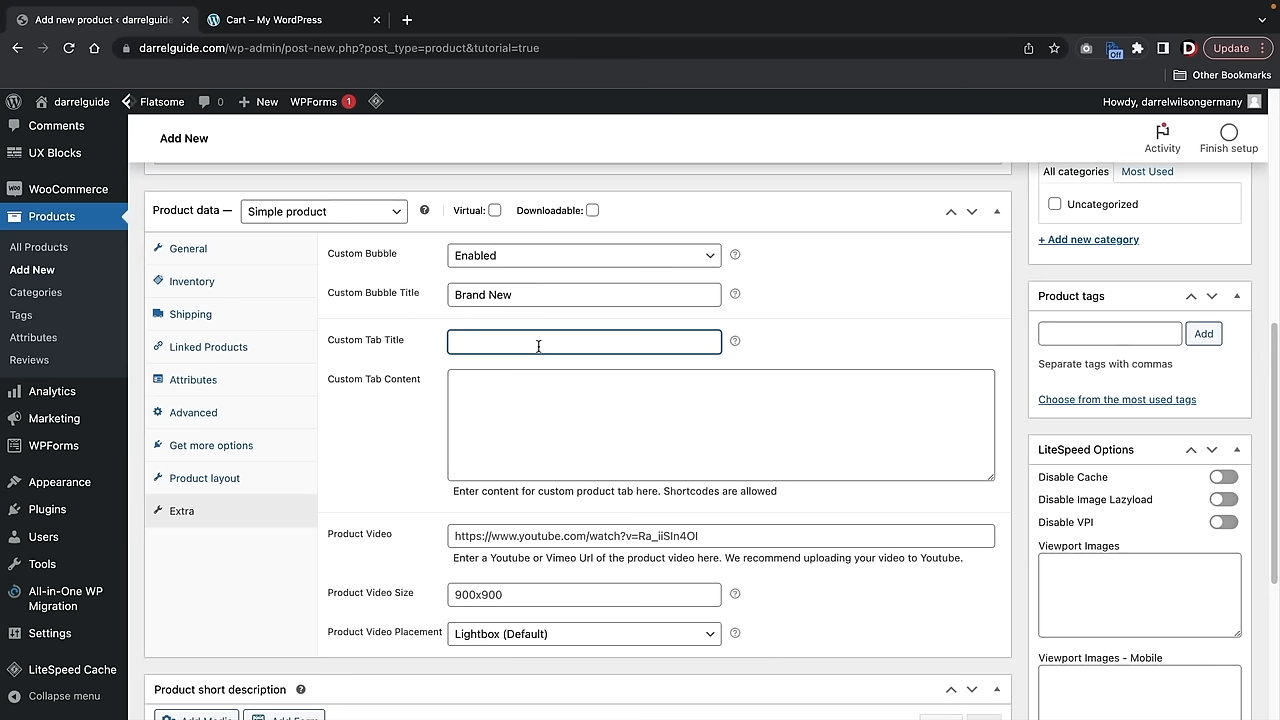 Add new product ‹ darrelguide
Cart – My WordPress
darrelguide.com/wp-admin/post-new.php?post_type=product&tutorial=true
Off
D
Update
Other Bookmarks
darrelguide
Flatsome
0
New
WPForms 1
Howdy, darrelwilsongermany
Comments
UX Blocks
WooCommerce
Products
All Products
Add New
Categories
Tags
Attributes
Reviews
Analytics
Marketing
WPForms
Appearance
Plugins
Users
Tools
All-in-One WP
Migration
Settings
LiteSpeed Cache
Collapse menu
Add New
Activity
Finish setup
Product data —
Simple product
Virtual:
Downloadable:
General
Inventory
Shipping
Linked Products
Attributes
Advanced
Get more options
Product layout
Extra
Custom Bubble
Enabled
Custom Bubble Title
Brand New
Custom Tab Title
Custom Tab Content
Enter content for custom product tab here. Shortcodes are allowed
Product Video
https://www.youtube.com/watch?v=Ra_iiSIn4OI
Enter a Youtube or Vimeo Url of the product video here. We recommend uploading your video to Youtube.
Product Video Size
900x900
Product Video Placement
Lightbox (Default)
Product short description
Add Media
Add Form
All categories
Most Used
Uncategorized
+ Add new category
Product tags
Add
Separate tags with commas
Choose from the most used tags
LiteSpeed Options
Disable Cache
Disable Image Lazyload
Disable VPI
Viewport Images
Viewport Images - Mobile